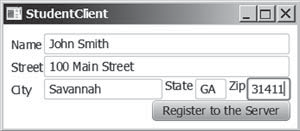 StudentClient
Name John Smith
Street 100 Main Street
City Savannah State GA Zip 31411
Register to the Server